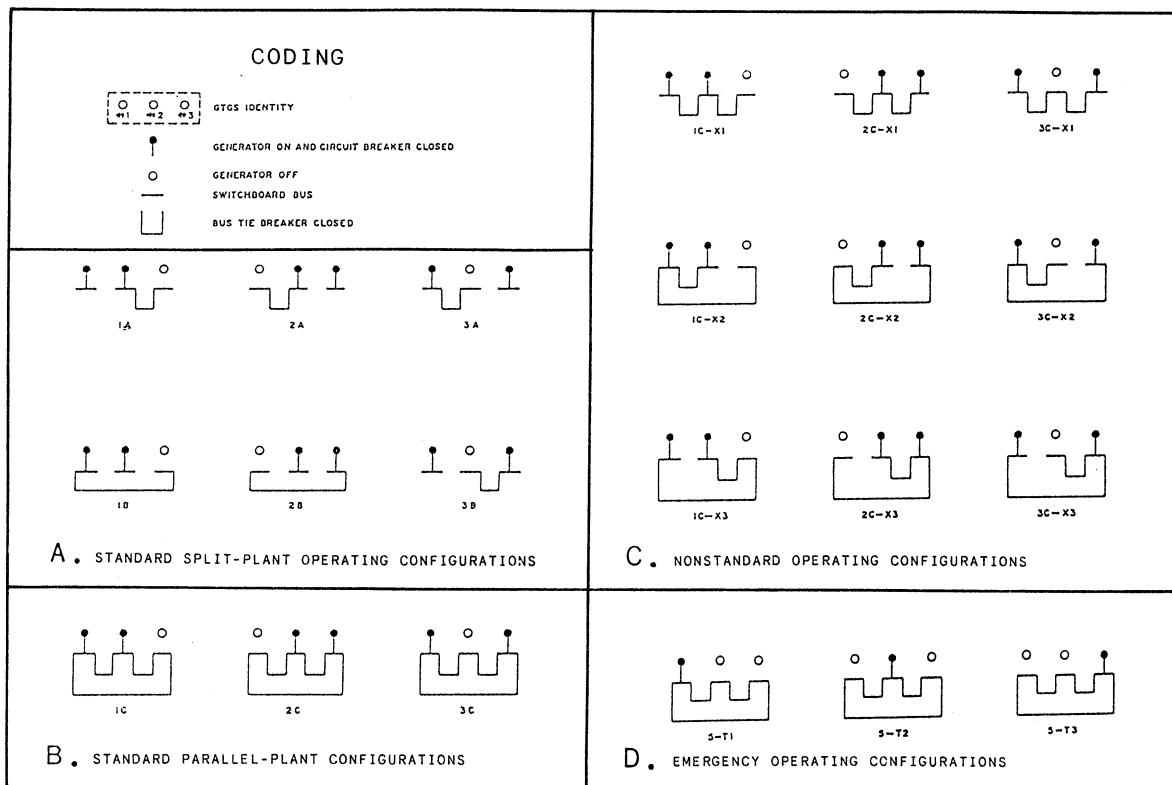 CODING
#1 #2 #3
GTGS IDENTITY
GENERATOR ON AND CIRCUIT BREAKER CLOSED
GENERATOR OFF
SWITCHBOARD BUS
BUS TIE BREAKER CLOSED
1A 2A 3A
1B 2B 3B
A. STANDARD SPLIT-PLANT OPERATING CONFIGURATIONS
1C 2C 3C
B. STANDARD PARALLEL-PLANT CONFIGURATIONS
1C-X1 2C-X1 3C-X1
1C-X2 2C-X2 3C-X2
1C-X3 2C-X3 3C-X3
C. NONSTANDARD OPERATING CONFIGURATIONS
S-T1 S-T2 S-T3
D. EMERGENCY OPERATING CONFIGURATIONS